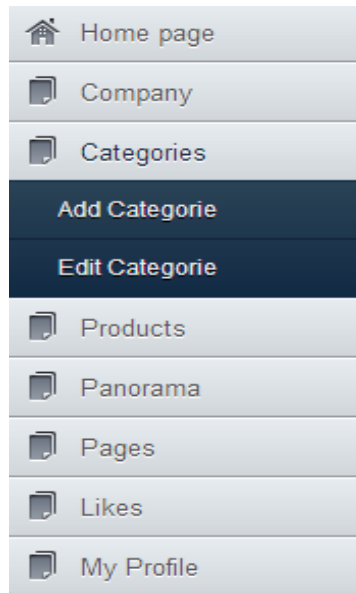 Home page
Company
Categories
Add Categorie
Edit Categorie
Products
Panorama
Pages
Likes
My Profile